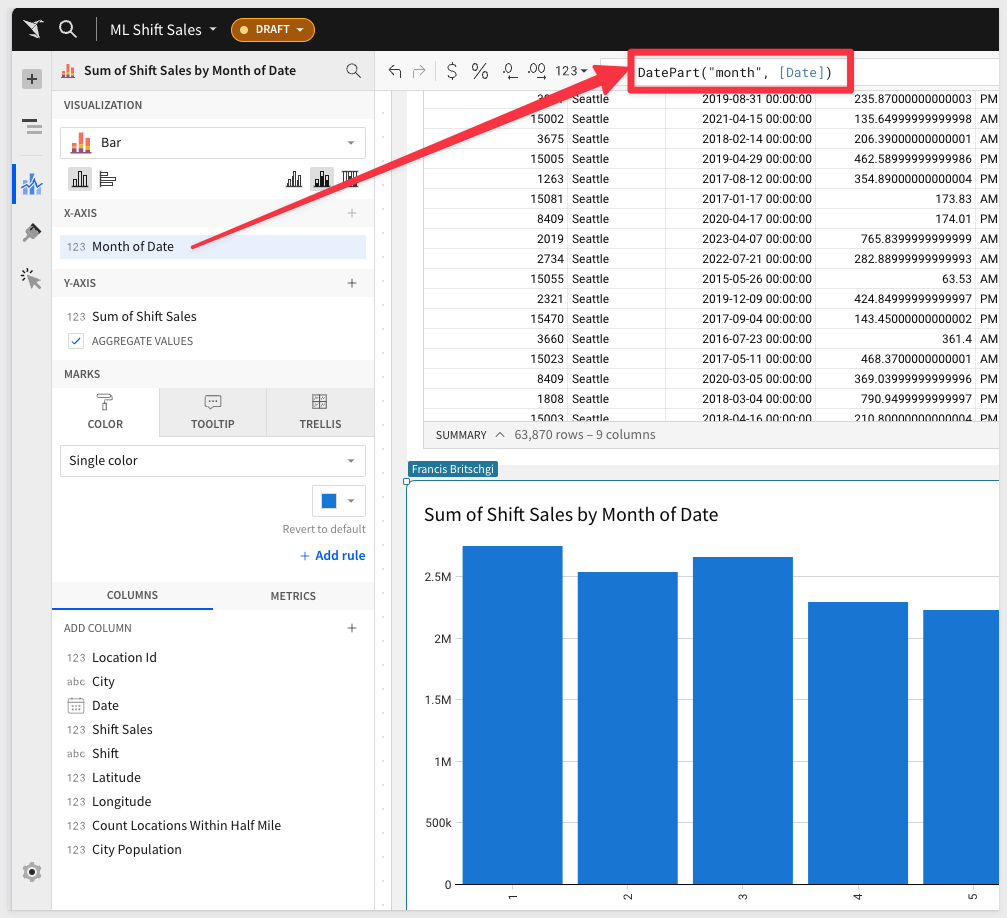 ML Shift Sales
DRAFT
Sum of Shift Sales by Month of Date
VISUALIZATION
Bar
X-AXIS
123 Month of Date
Y-AXIS
123 Sum of Shift Sales
AGGREGATE VALUES
MARKS
COLOR
TOOLTIP
TRELLIS
Single color
Revert to default
+ Add rule
COLUMNS
METRICS
ADD COLUMN
123 Location Id
abc City
Date
123 Shift Sales
abc Shift
123 Latitude
123 Longitude
123 Count Locations Within Half Mile
123 City Population
$ % .0 .00 123
DatePart("month", [Date])
Seattle 2019-08-31 00:00:00 235.87000000000003 PM
15002 Seattle 2021-04-15 00:00:00 135.64999999999998 AM
3675 Seattle 2018-02-14 00:00:00 206.39000000000001 AM
15005 Seattle 2019-04-29 00:00:00 462.58999999999986 PM
1263 Seattle 2017-08-12 00:00:00 354.89000000000004 PM
15081 Seattle 2017-01-17 00:00:00 173.83 AM
8409 Seattle 2020-04-17 00:00:00 174.01 PM
2019 Seattle 2023-04-07 00:00:00 765.8399999999999 AM
2734 Seattle 2022-07-21 00:00:00 282.88999999999993 AM
15055 Seattle 2015-05-26 00:00:00 63.53 AM
2321 Seattle 2019-12-09 00:00:00 424.84999999999997 PM
15470 Seattle 2017-09-04 00:00:00 143.45000000000002 PM
3660 Seattle 2016-07-23 00:00:00 361.4 AM
15023 Seattle 2017-05-11 00:00:00 468.3700000000001 AM
8409 Seattle 2020-03-05 00:00:00 369.03999999999996 PM
1808 Seattle 2018-03-04 00:00:00 790.9499999999997 PM
15003 Seattle 2018-04-16 00:00:00 210.80000000000004 PM
SUMMARY 63,870 rows – 9 columns
Francis Britschgi
Sum of Shift Sales by Month of Date
2.5M
2M
1.5M
1M
500k
0
1 2 3 4 5